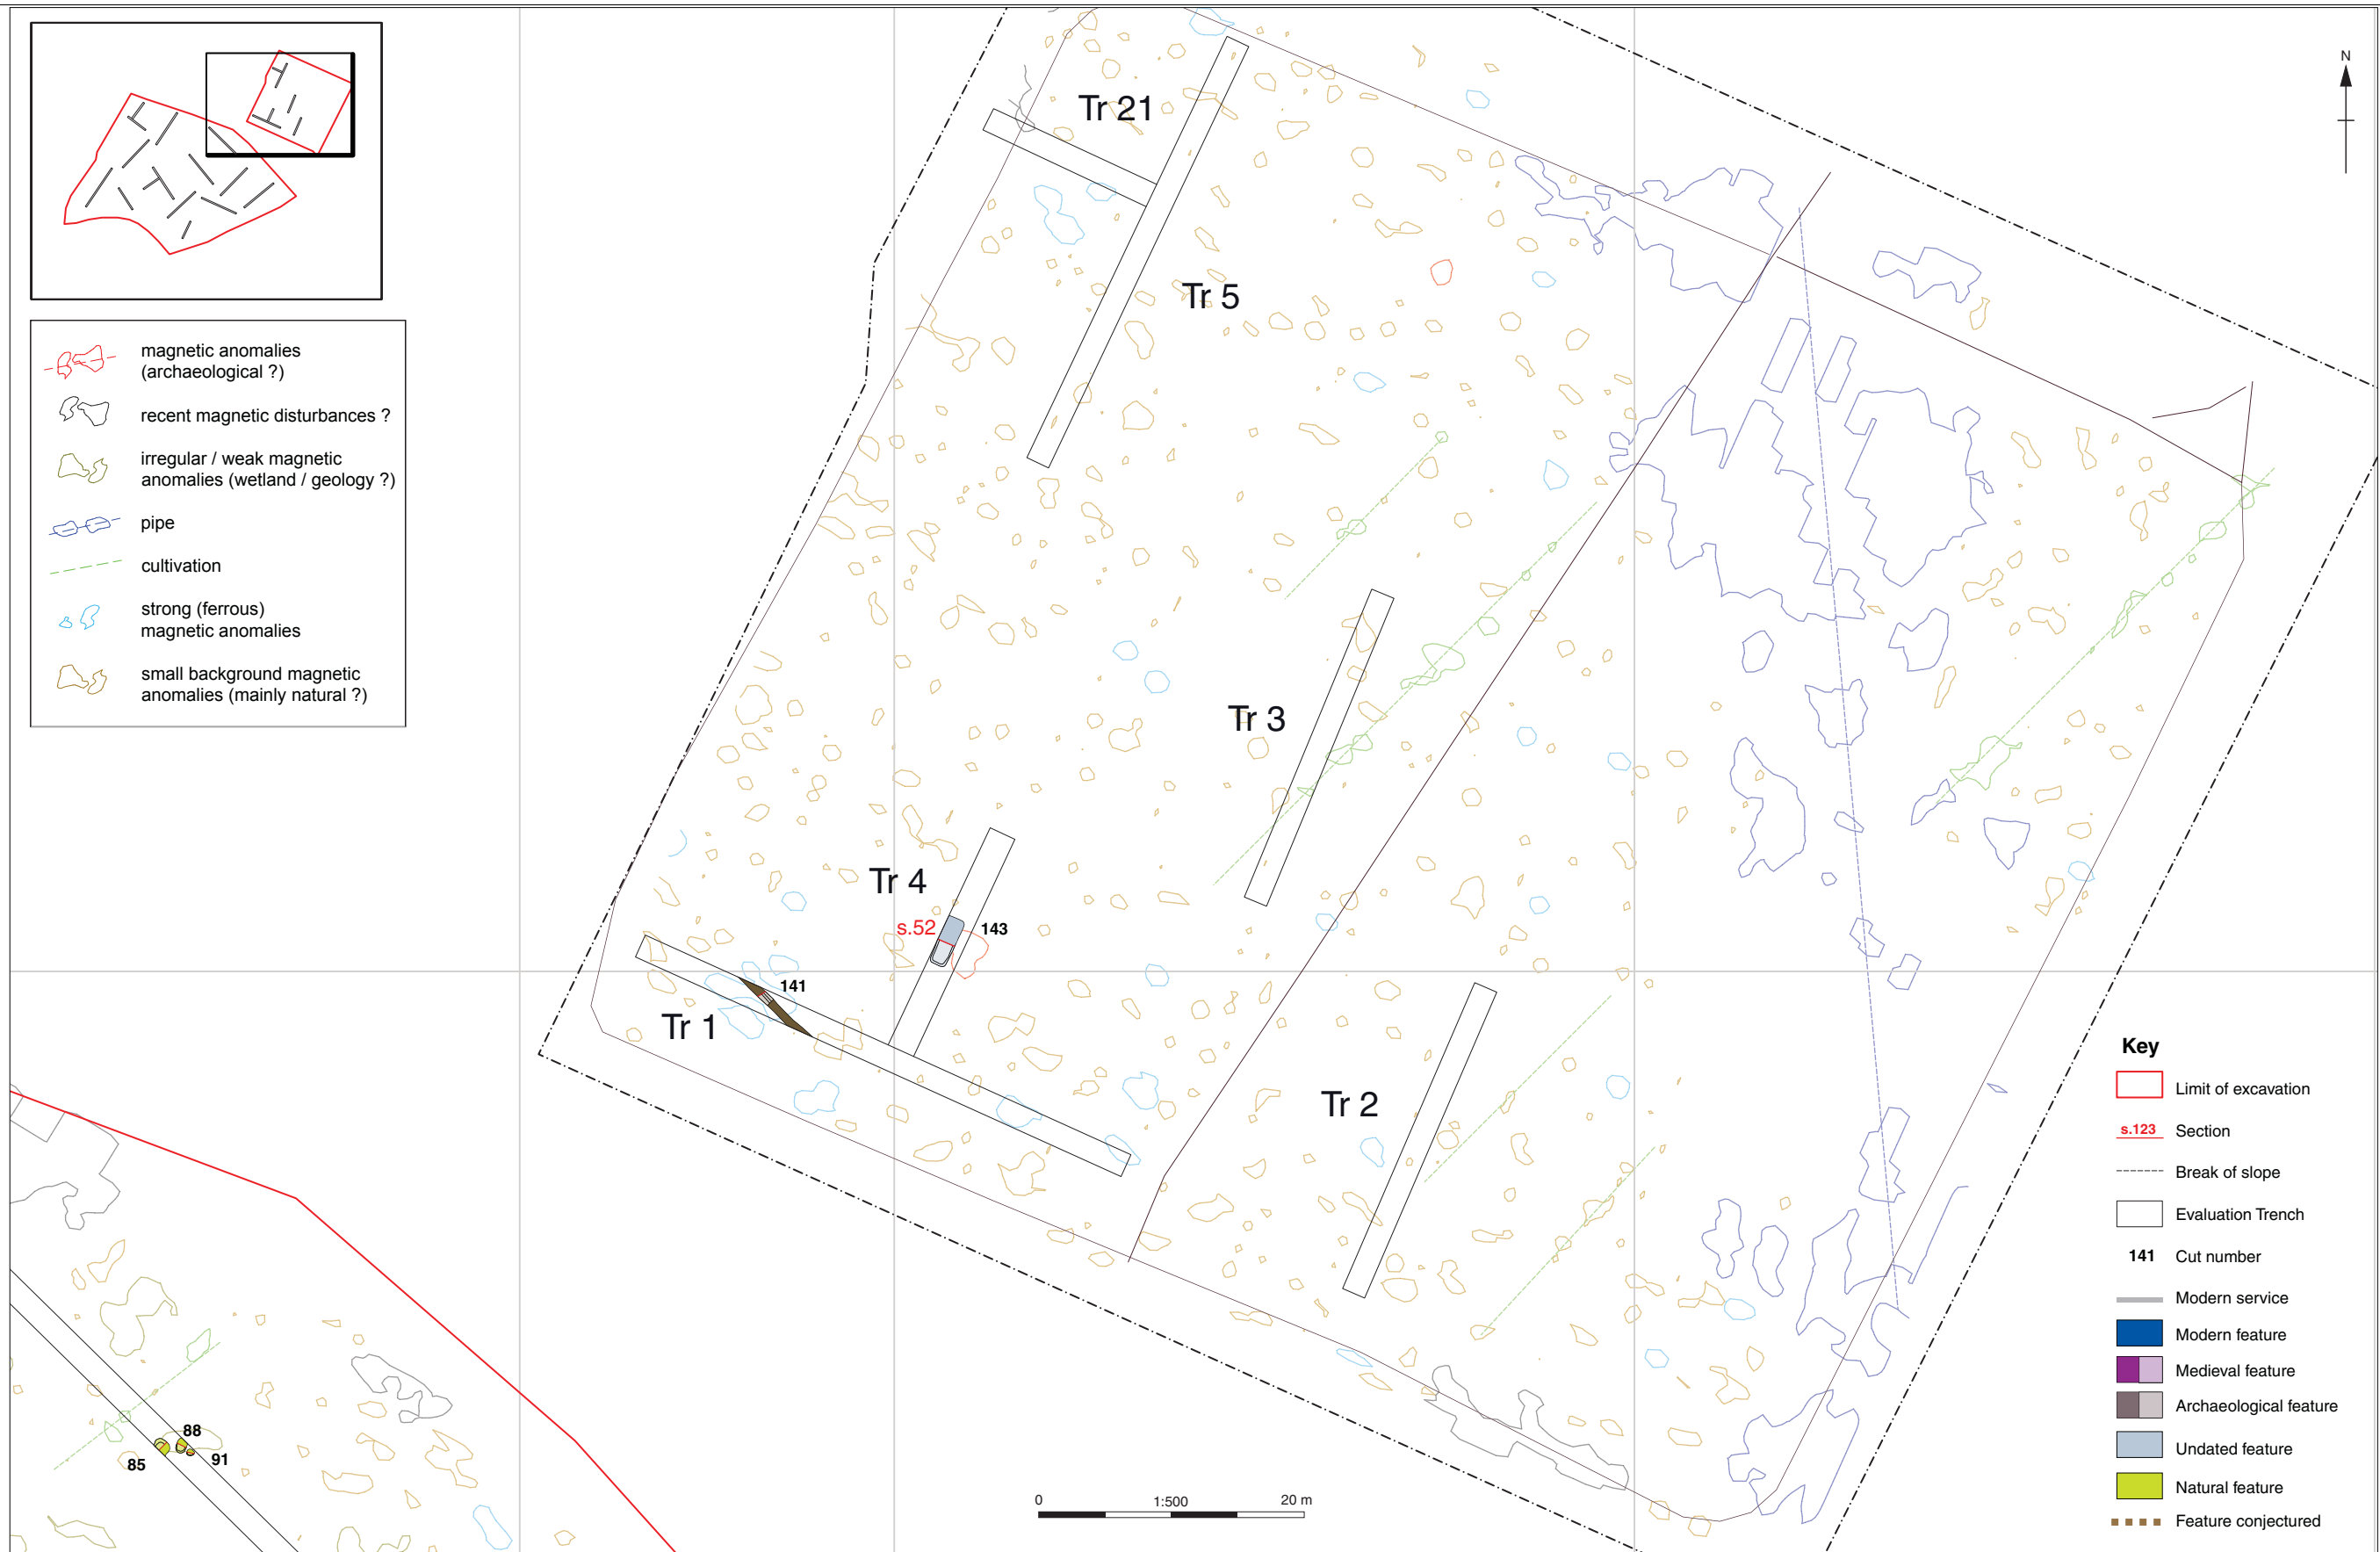 magnetic anomalies
(archaeological ?)
recent magnetic disturbances ?
irregular / weak magnetic
anomalies (wetland / geology ?)
pipe
cultivation
strong (ferrous)
magnetic anomalies
small background magnetic
anomalies (mainly natural ?)
N
Tr 21
Tr 5
Tr 3
Tr 4
s.52
143
141
Tr 1
Tr 2
88
85
91
0
1:500
20 m
Key
Limit of excavation
s.123
Section
Break of slope
Evaluation Trench
141
Cut number
Modern service
Modern feature
Medieval feature
Archaeological feature
Undated feature
Natural feature
Feature conjectured